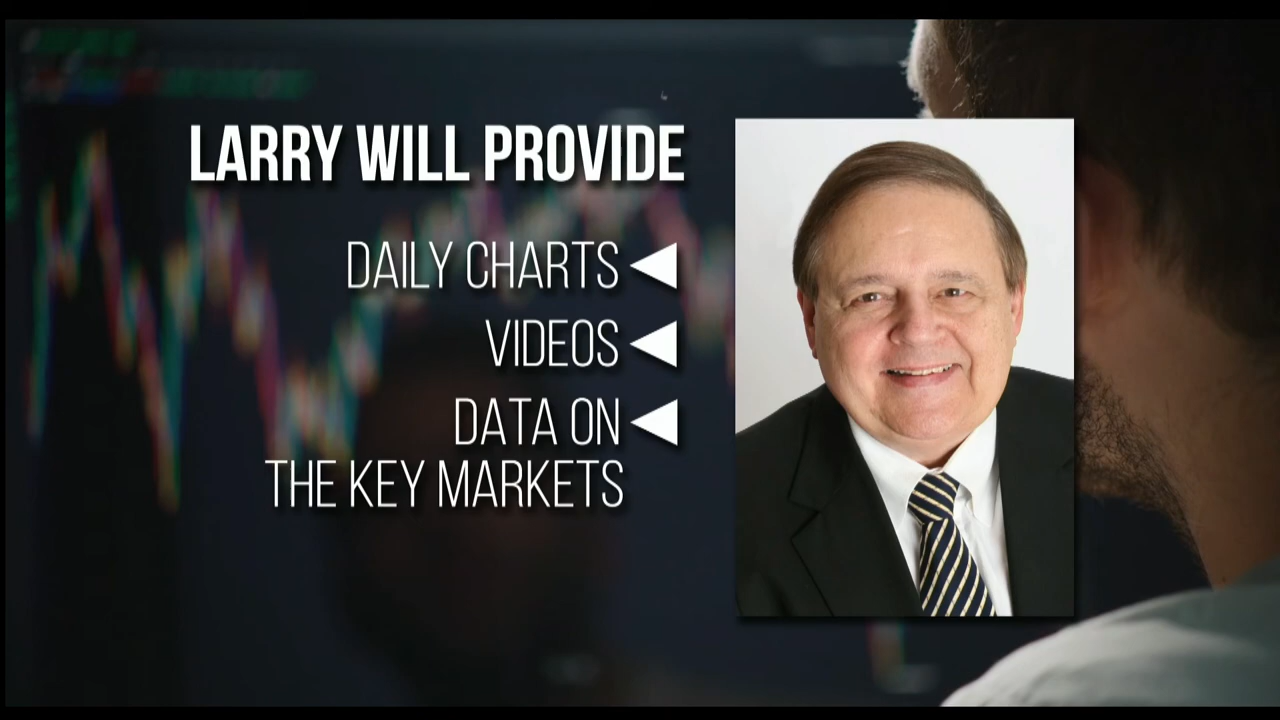 LARRY WILL PROVIDE
DAILY CHARTS
VIDEOS
DATA ON
THE KEY MARKETS